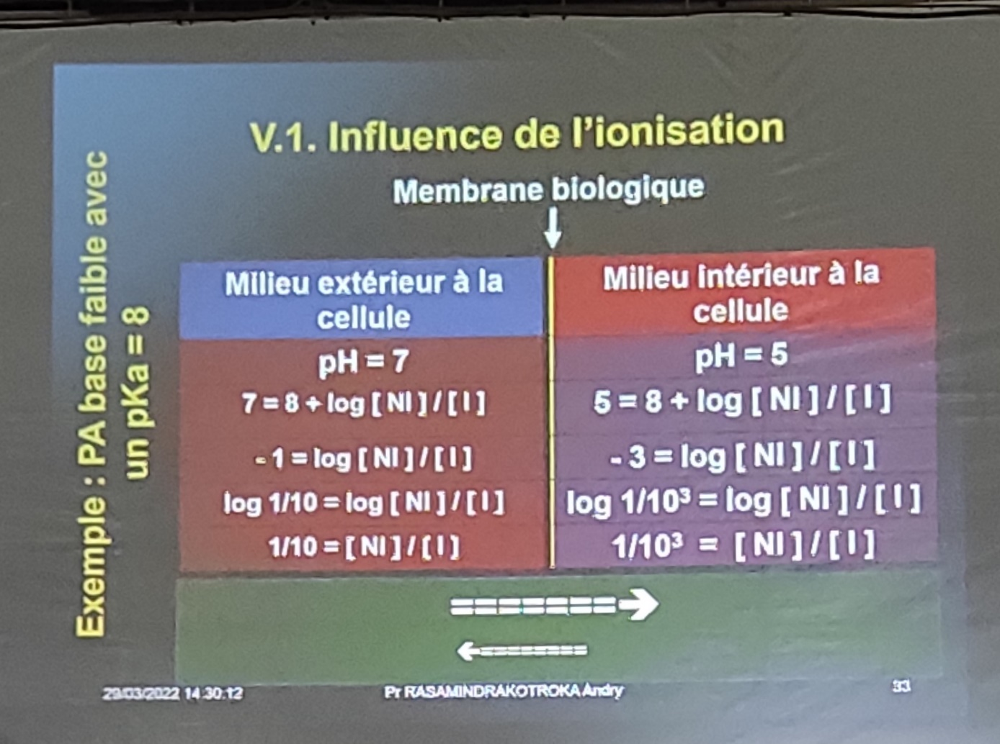 V.1. Influence de l'ionisation
Exemple : PA base faible avec
un pKa = 8
Membrane biologique
Milieu extérieur à la
cellule
pH = 7
7 = 8 + log [ NI ] / [ I ]
- 1 = log [ NI ] / [ I ]
log 1/10 = log [ NI ] / [ I ]
1/10 = [ NI ] / [ I ]
Milieu intérieur à la
cellule
pH = 5
5 = 8 + log [ NI ] / [ I ]
- 3 = log [ NI ] / [ I ]
log 1/10³ = log [ NI ] / [ I ]
1/10³ = [ NI ] / [ I ]
29/03/2022 14:30:12
Pr RASAMINDRAKOTROKA Andry
33